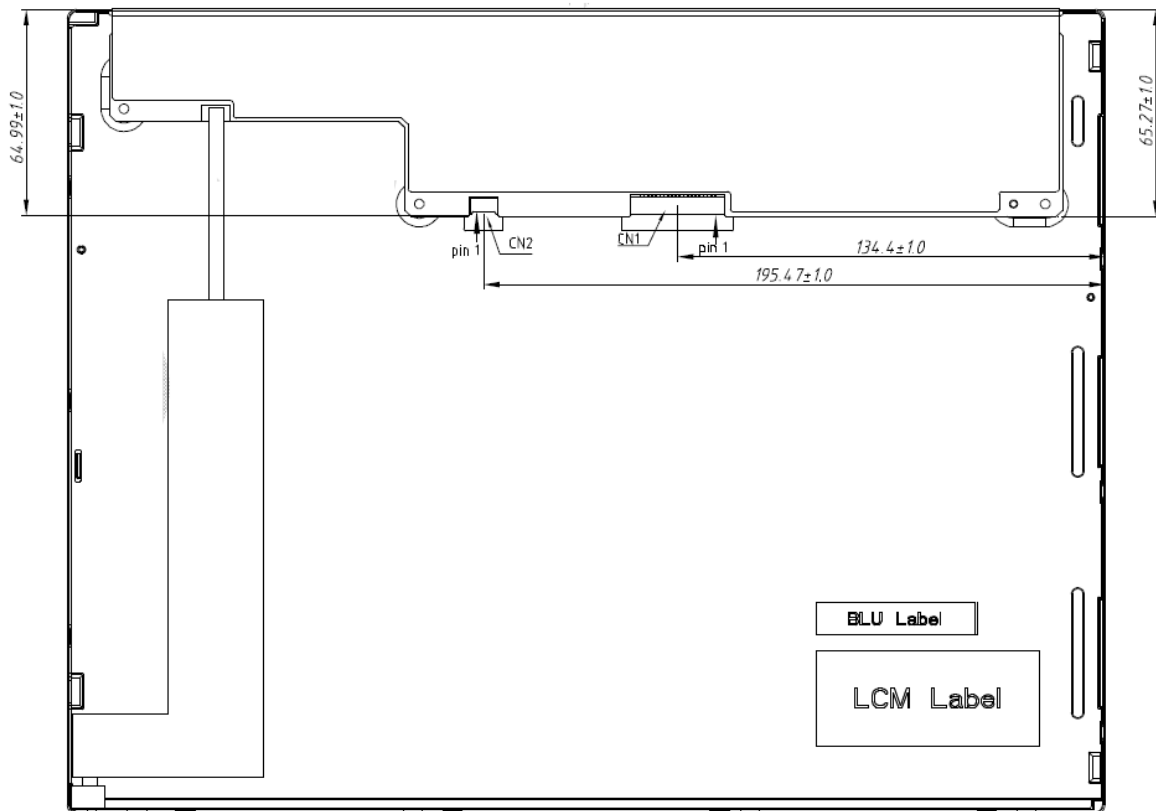 64.99±1.0
65.27±1.0
pin 1
CN2
CN1
pin 1
134.4±1.0
195.47±1.0
BLU Label
LCM Label